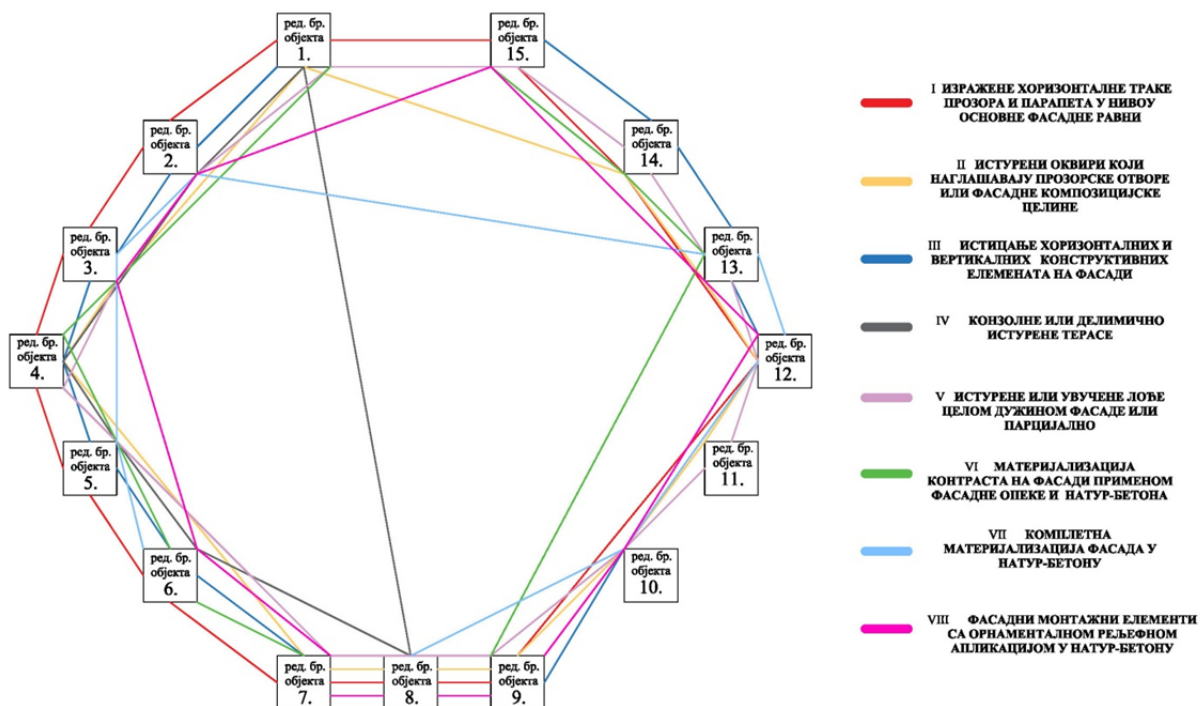 ред. бр.
објекта
1.
ред. бр.
објекта
15.
ред. бр.
објекта
2.
ред. бр.
објекта
14.
ред. бр.
објекта
3.
ред. бр.
објекта
13.
ред. бр.
објекта
4.
ред. бр.
објекта
12.
ред. бр.
објекта
5.
ред. бр.
објекта
11.
ред. бр.
објекта
6.
ред. бр.
објекта
10.
ред. бр.
објекта
7.
ред. бр.
објекта
8.
ред. бр.
објекта
9.
I ИЗРАЖЕНЕ ХОРИЗОНТАЛНЕ ТРАКЕ
ПРОЗОРА И ПАРАПЕТА У НИВОУ
ОСНОВНЕ ФАСАДНЕ РАВНИ
II ИСТУРЕНИ ОКВИРИ КОЈИ
НАГЛАШАВАЈУ ПРОЗОРСКЕ ОТВОРЕ
ИЛИ ФАСАДНЕ КОМПОЗИЦИЈСКЕ
ЦЕЛИНЕ
III ИСТИЦАЊЕ ХОРИЗОНТАЛНИХ И
ВЕРТИКАЛНИХ КОНСТРУКТИВНИХ
ЕЛЕМЕНАТА НА ФАСАДИ
IV КОНЗОЛНЕ ИЛИ ДЕЛИМИЧНО
ИСТУРЕНЕ ТЕРАСЕ
V ИСТУРЕНЕ ИЛИ УВУЧЕНЕ ЛОЂЕ
ЦЕЛОМ ДУЖИНОМ ФАСАДЕ ИЛИ
ПАРЦИЈАЛНО
VI МАТЕРИЈАЛИЗАЦИЈА
КОНТРАСТА НА ФАСАДИ ПРИМЕНОМ
ФАСАДНЕ ОПЕКЕ И НАТУР-БЕТОНА
VII КОМПЛЕТНА
МАТЕРИЈАЛИЗАЦИЈА ФАСАДА У
НАТУР-БЕТОНУ
VIII ФАСАДНИ МОНТАЖНИ ЕЛЕМЕНТИ
СА ОРНАМЕНТАЛНОМ РЕЉЕФНОМ
АПЛИКАЦИЈОМ У НАТУР-БЕТОНУ